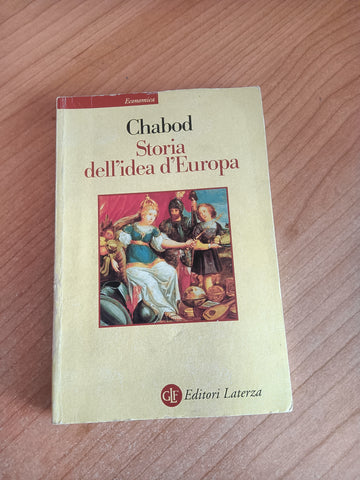 Economica
Chabod
Storia
dell'idea d'Europa
GLF Editori Laterza